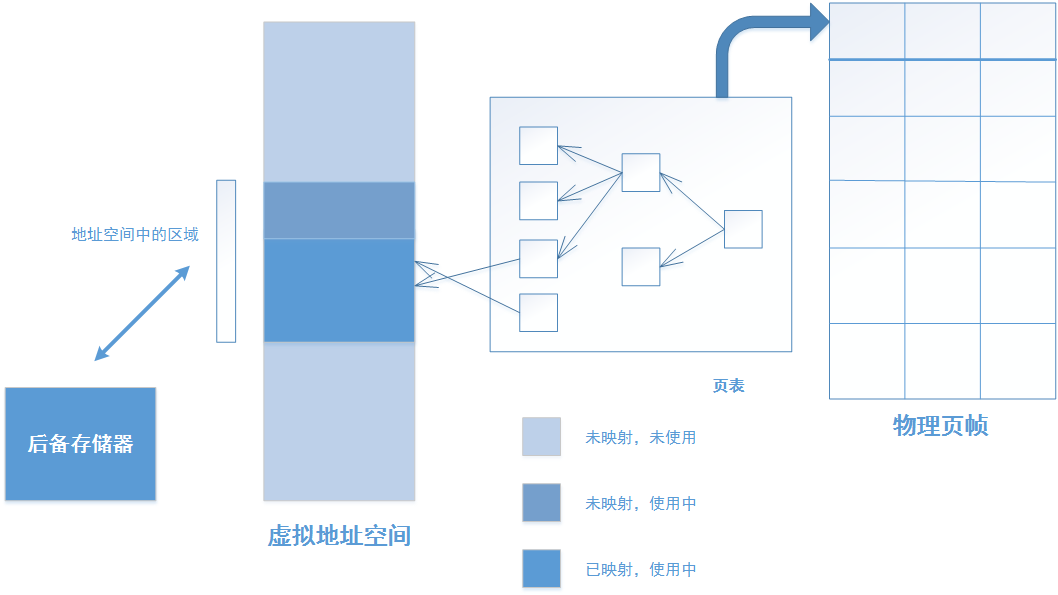 地址空间中的区域
后备存储器
虚拟地址空间
页表
物理页帧
未映射，未使用
未映射，使用中
已映射，使用中